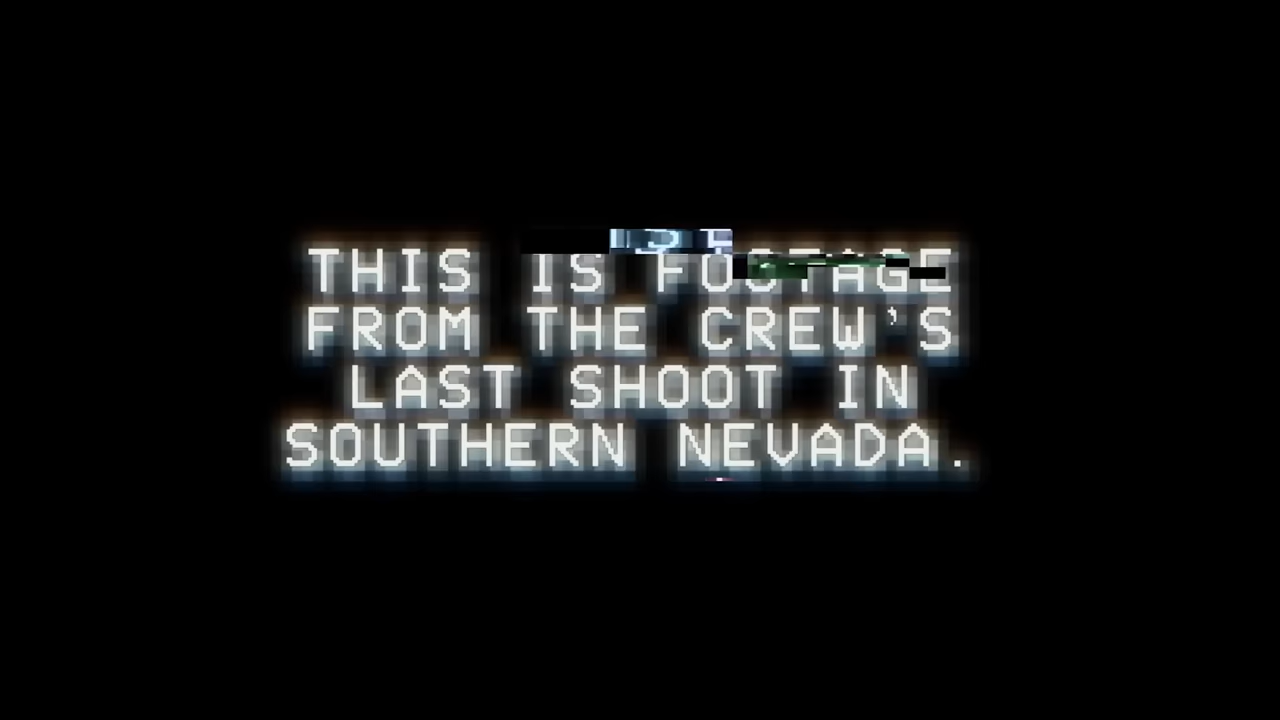 THIS IS FOOTAGE
FROM THE CREW'S
LAST SHOOT IN
SOUTHERN NEVADA.